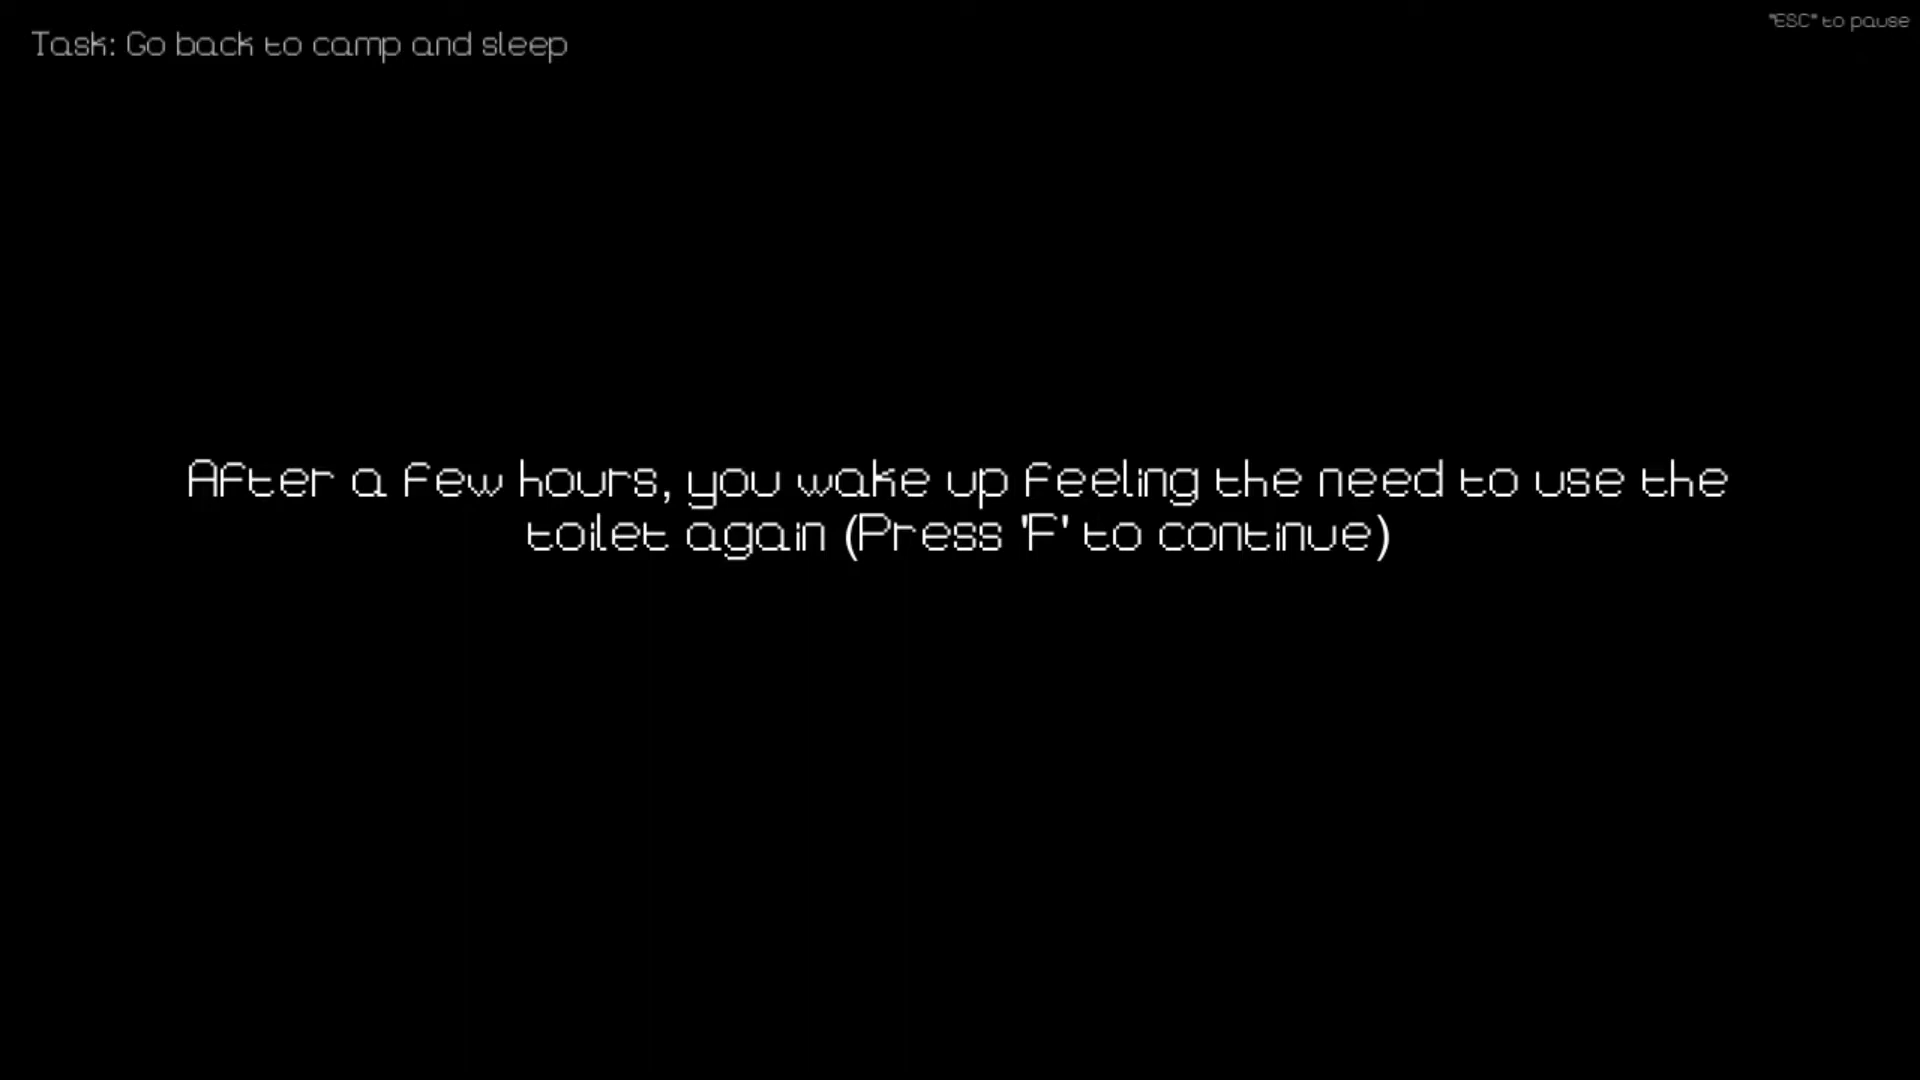 "ESC" to pause
Task: Go back to camp and sleep
After a few hours, you wake up feeling the need to use the
toilet again (Press 'F' to continue)